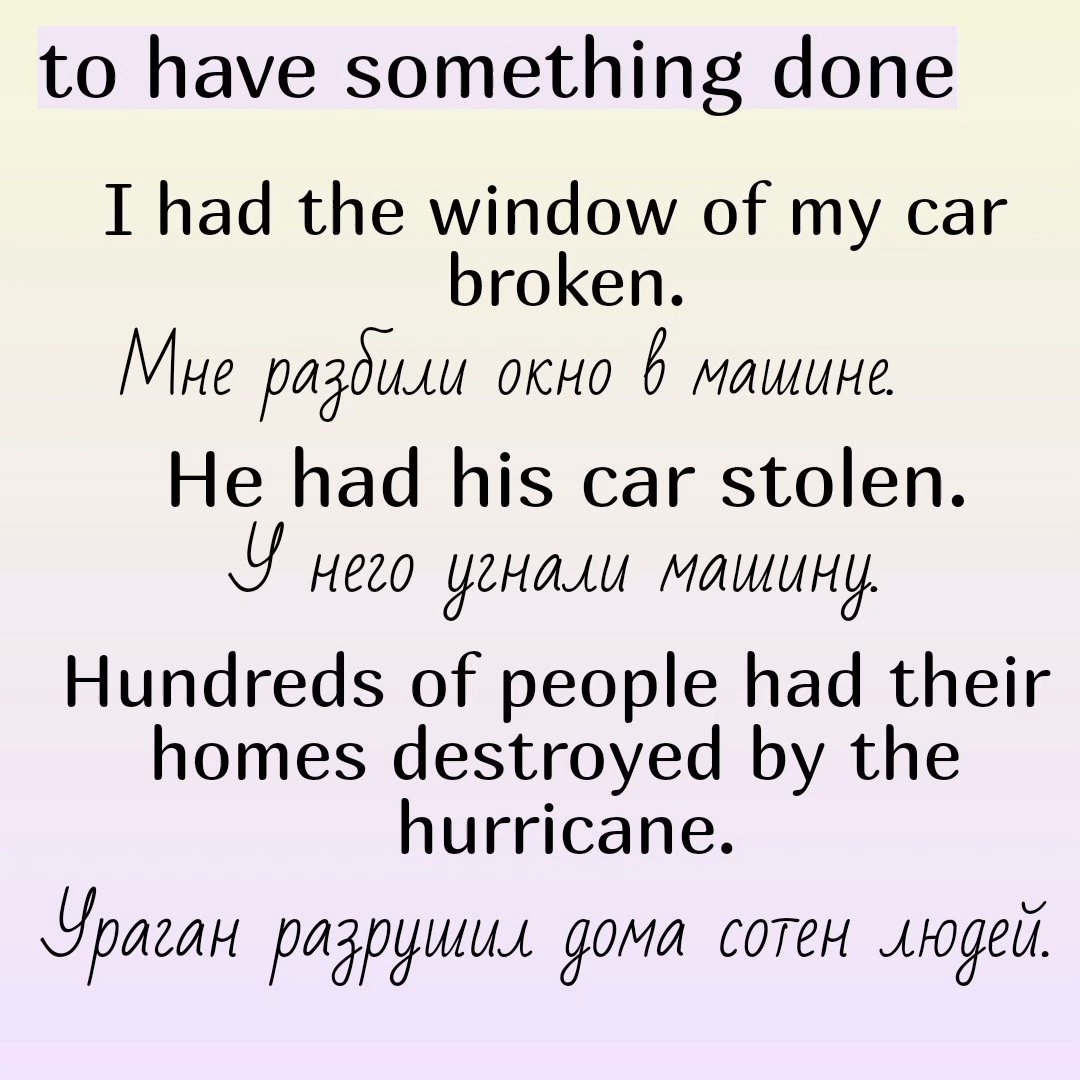 to have something done
I had the window of my car
broken.
Мне разбили окно в машине.
He had his car stolen.
У него угнали машину.
Hundreds of people had their
homes destroyed by the
hurricane.
Ураган разрушил дома сотен людей.